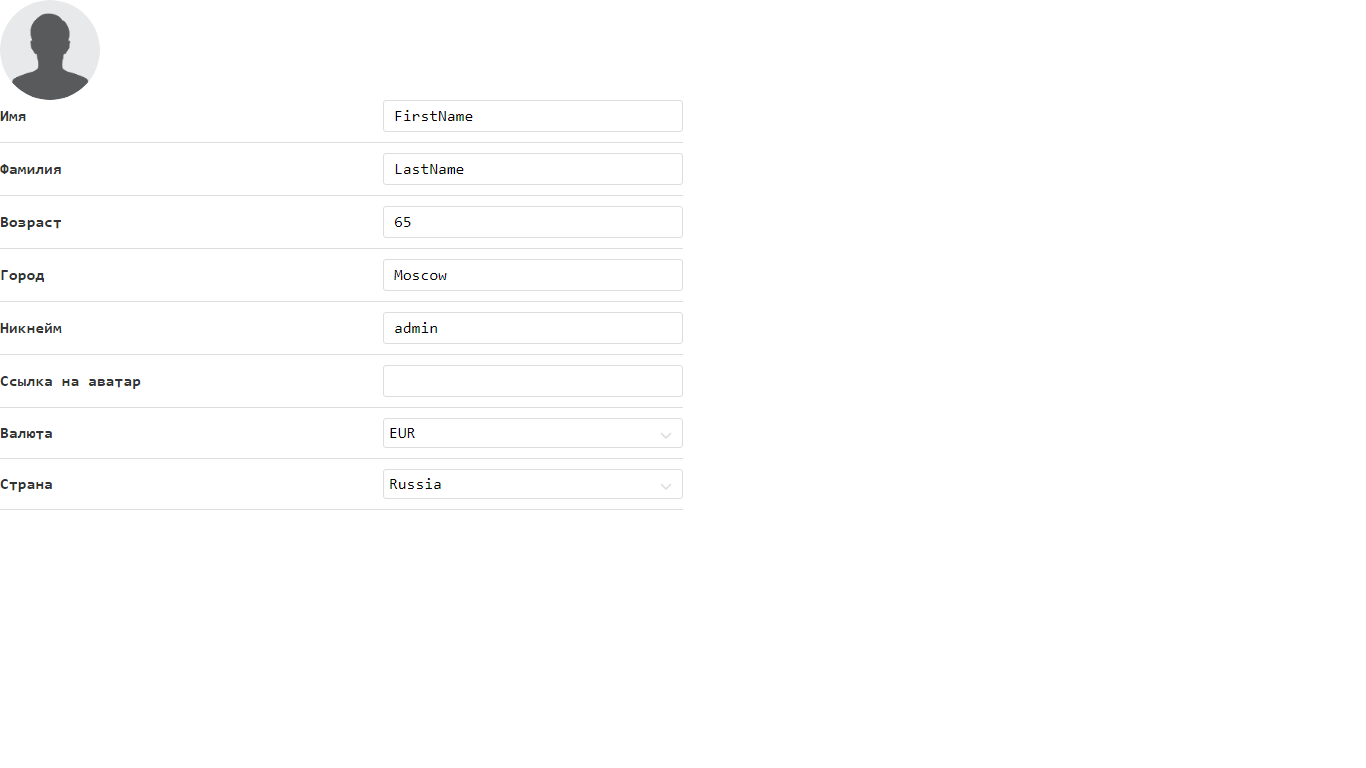 Имя FirstName
Фамилия LastName
Возраст 65
Город Moscow
Никнейм admin
Ссылка на аватар
Валюта EUR
Страна Russia